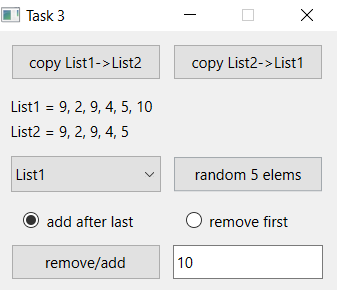 Task 3
copy List1->List2
copy List2->List1
List1 = 9, 2, 9, 4, 5, 10
List2 = 9, 2, 9, 4, 5
List1
random 5 elems
add after last
remove first
remove/add
10